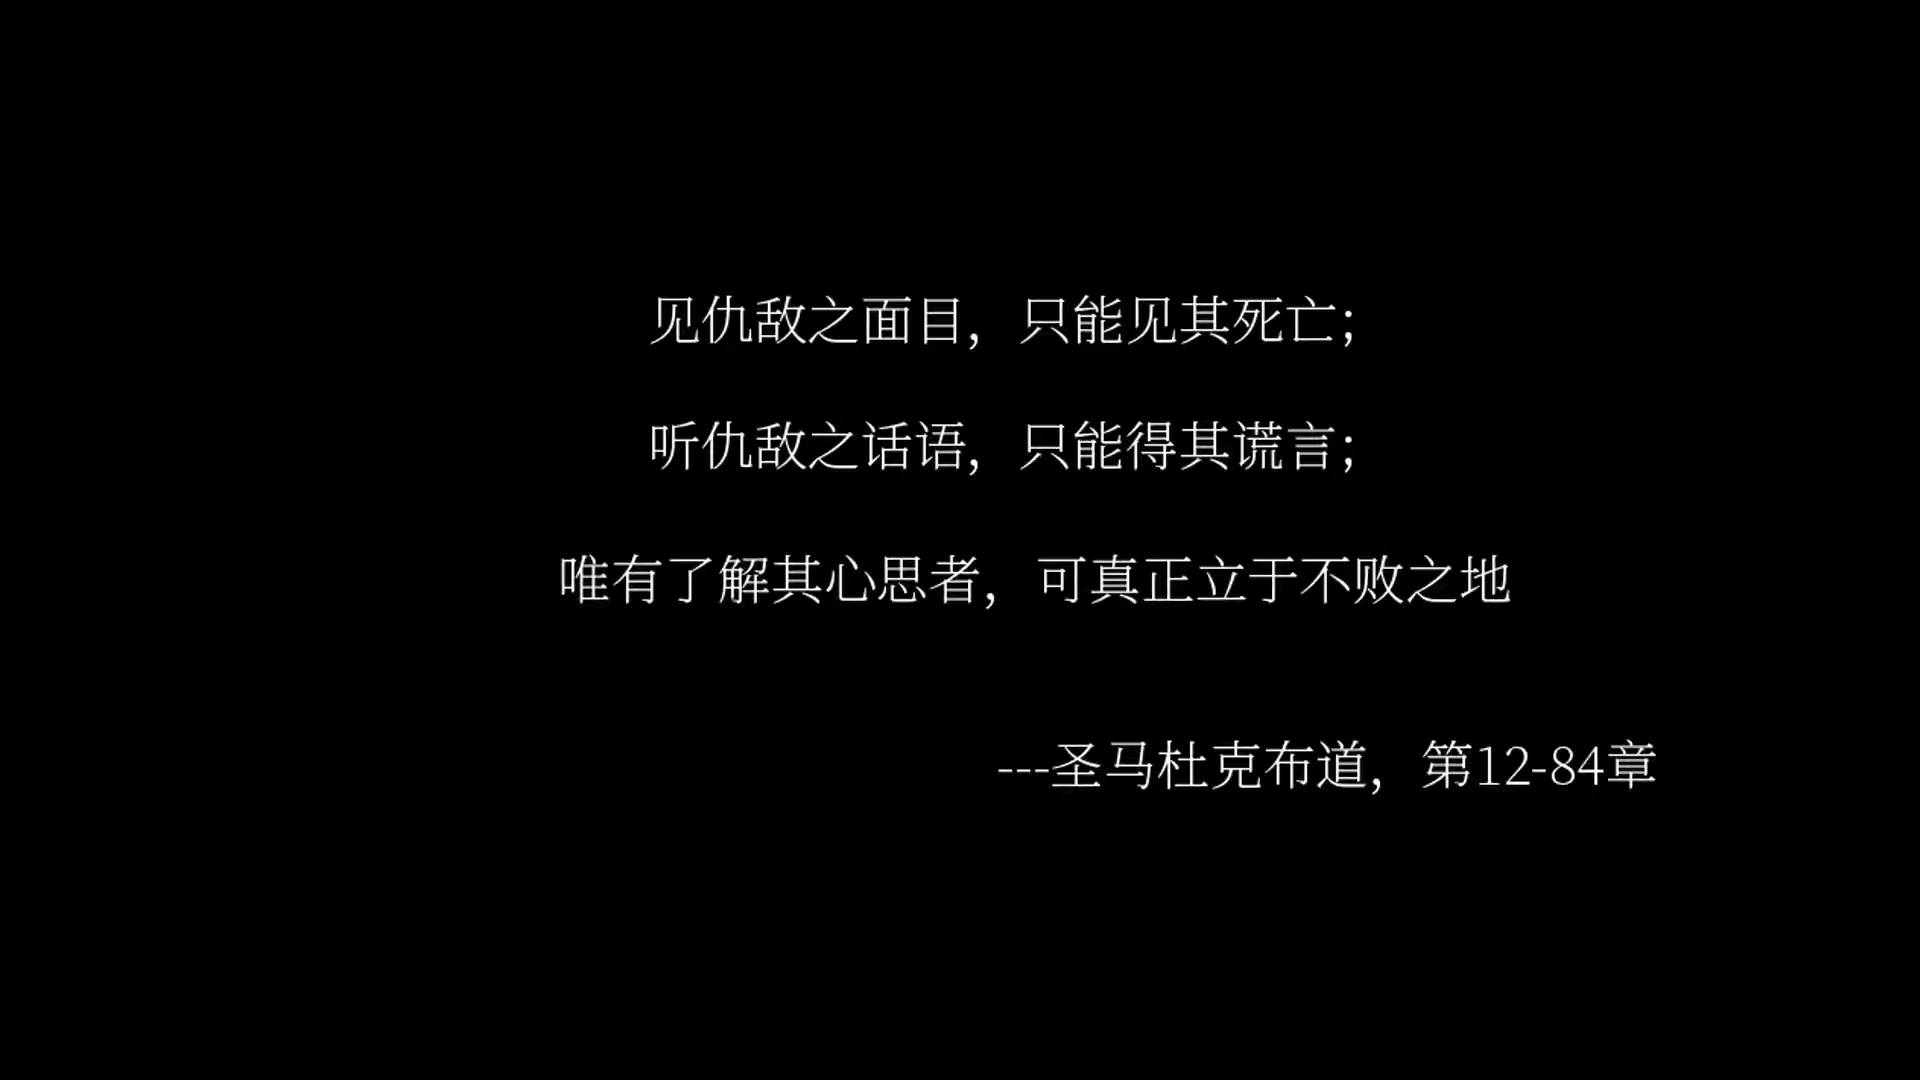 见仇敌之面目，只能见其死亡；
听仇敌之话语，只能得其谎言；
唯有了解其心思者，可真正立于不败之地
---圣马杜克布道，第12-84章